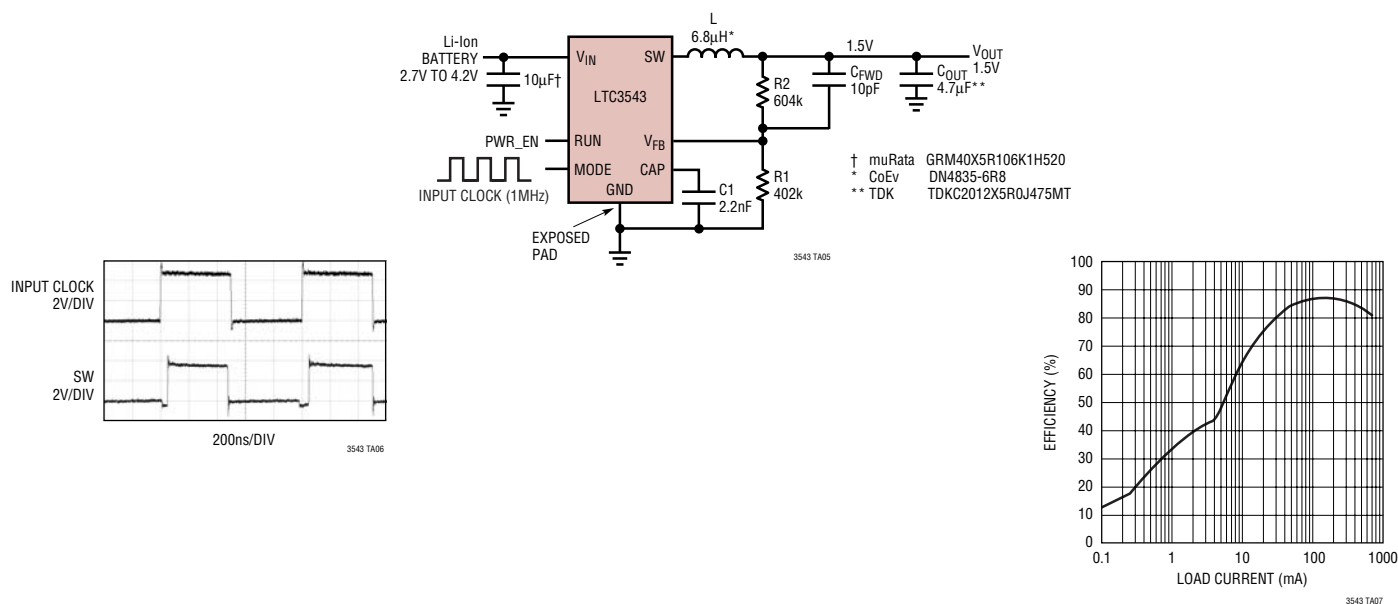 L
6.8µH*
Li-Ion
BATTERY
2.7V TO 4.2V
10µF†
VIN
SW
LTC3543
RUN
VFB
MODE
CAP
GND
PWR_EN
INPUT CLOCK (1MHz)
EXPOSED
PAD
C1
2.2nF
R2
604k
R1
402k
1.5V
CFWD
10pF
COUT
4.7µF**
VOUT
1.5V
† muRata GRM40X5R106K1H520
* CoEv DN4835-6R8
** TDK TDKC2012X5R0J475MT
3543 TA05
INPUT CLOCK
2V/DIV
SW
2V/DIV
200ns/DIV
3543 TA06
EFFICIENCY (%)
100
90
80
70
60
50
40
30
20
10
0
0.1 1 10 100 1000
LOAD CURRENT (mA)
3543 TA07